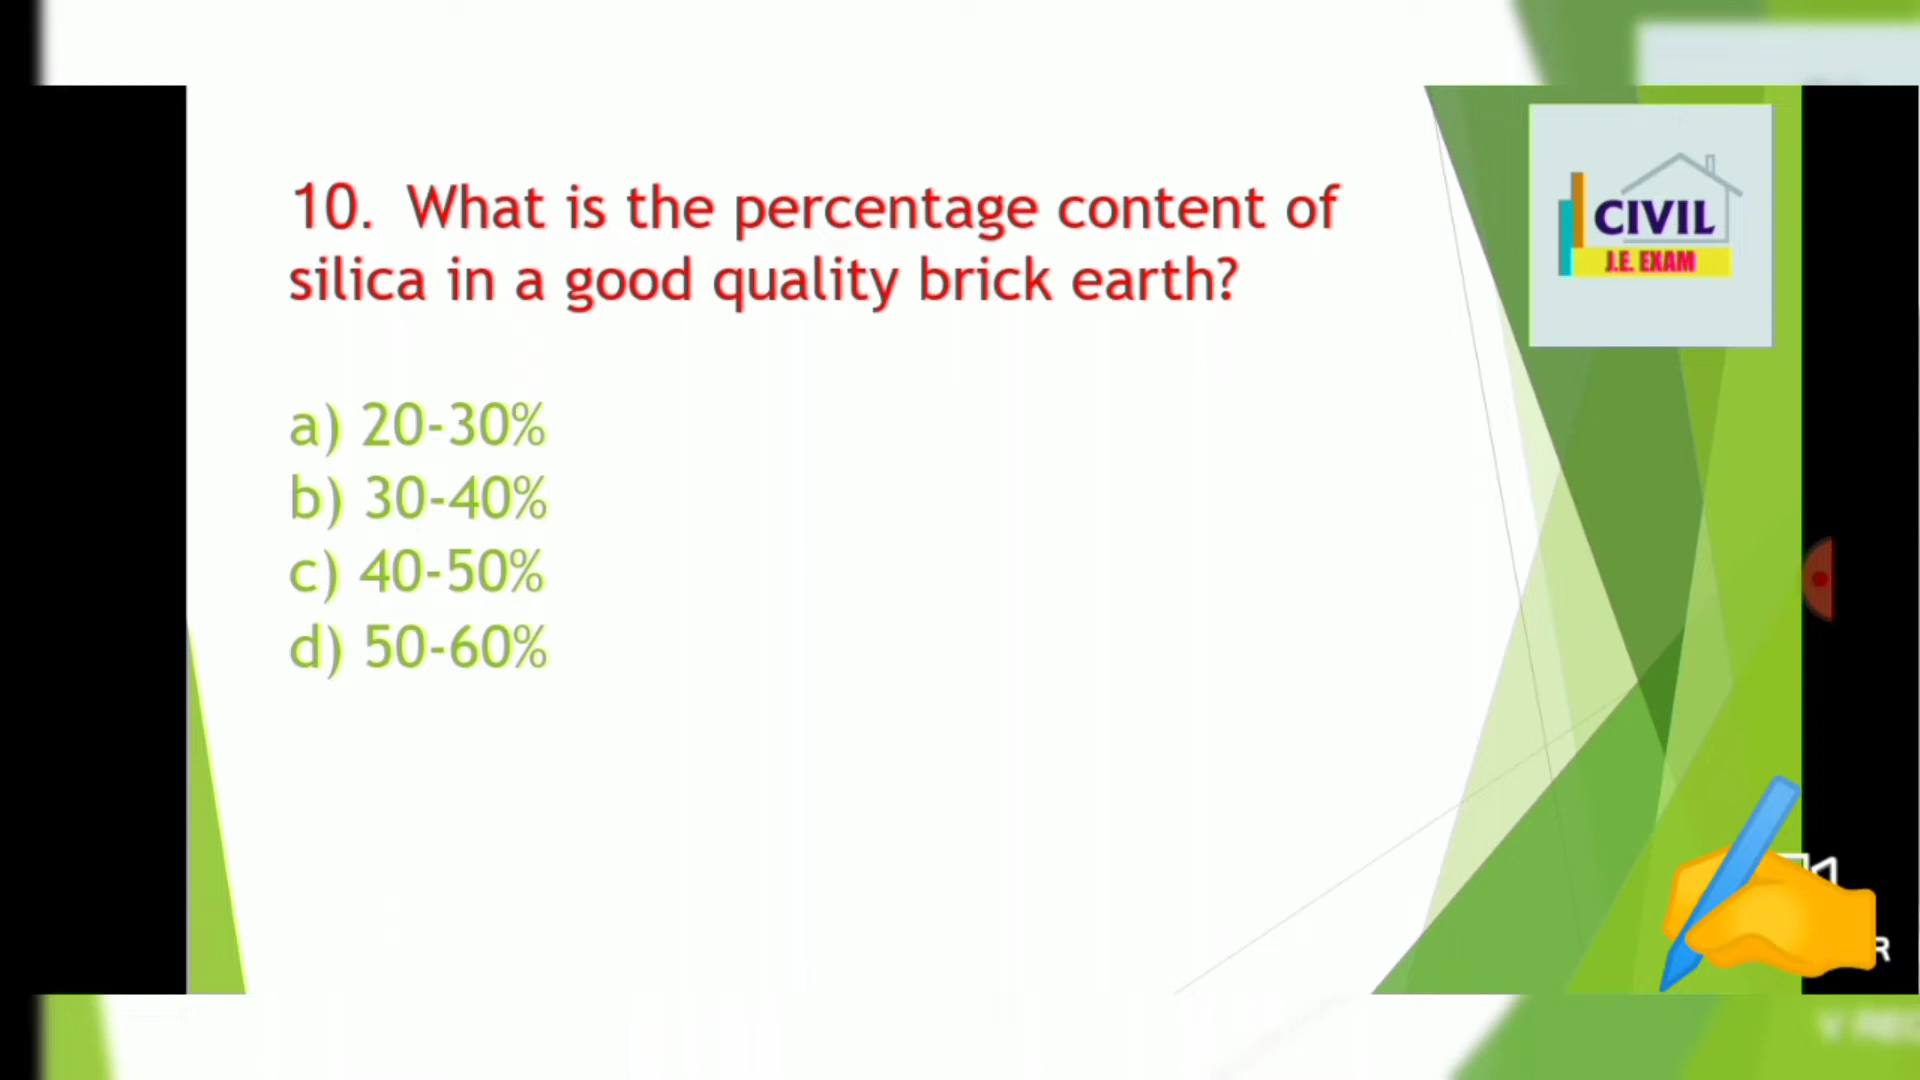 10. What is the percentage content of
silica in a good quality brick earth?
a) 20-30%
b) 30-40%
c) 40-50%
d) 50-60%
CIVIL
J.E. EXAM
R
V REC